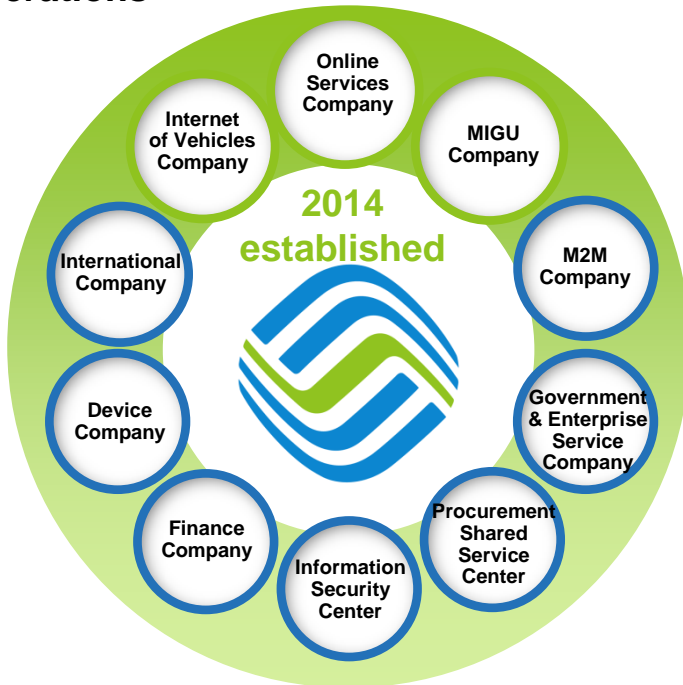 Online
Services
Company
MIGU
Company
M2M
Company
Government
& Enterprise
Service
Company
Procurement
Shared
Service
Center
Information
Security
Center
Finance
Company
Device
Company
International
Company
Internet
of Vehicles
Company
2014
established